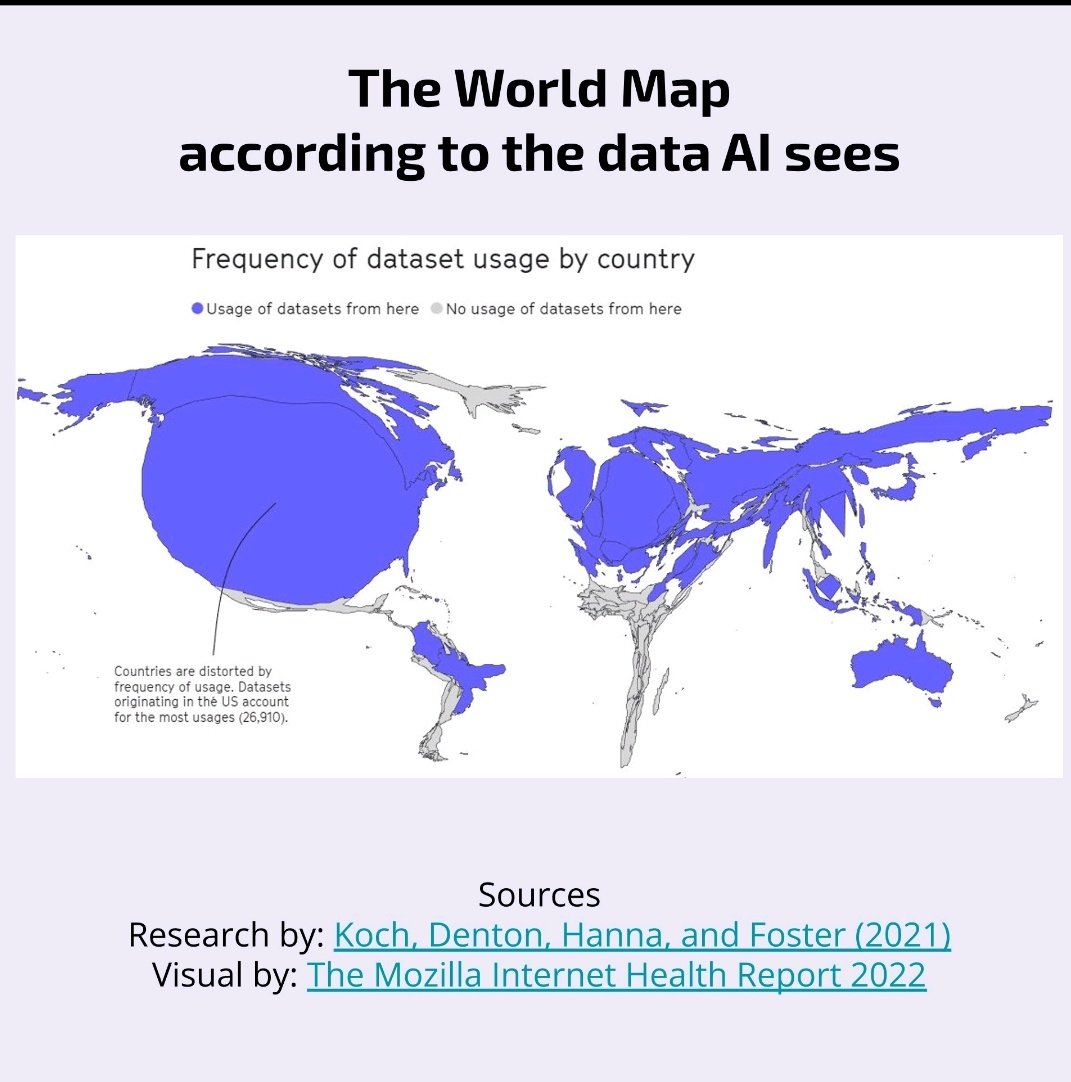 The World Map
according to the data AI sees
Frequency of dataset usage by country
Usage of datasets from here No usage of datasets from here
Countries are distorted by
frequency of usage. Datasets
originating in the US account
for the most usages (26,910).
Sources
Research by: Koch, Denton, Hanna, and Foster (2021)
Visual by: The Mozilla Internet Health Report 2022